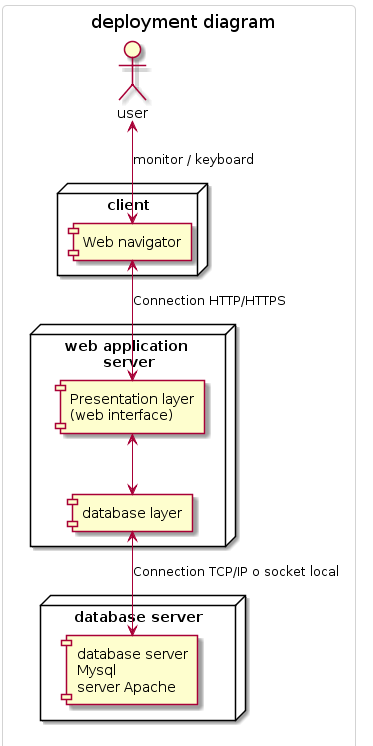 deployment diagram
user
monitor / keyboard
client
Web navigator
Connection HTTP/HTTPS
web application
server
Presentation layer
(web interface)
database layer
Connection TCP/IP o socket local
database server
database server
Mysql
server Apache